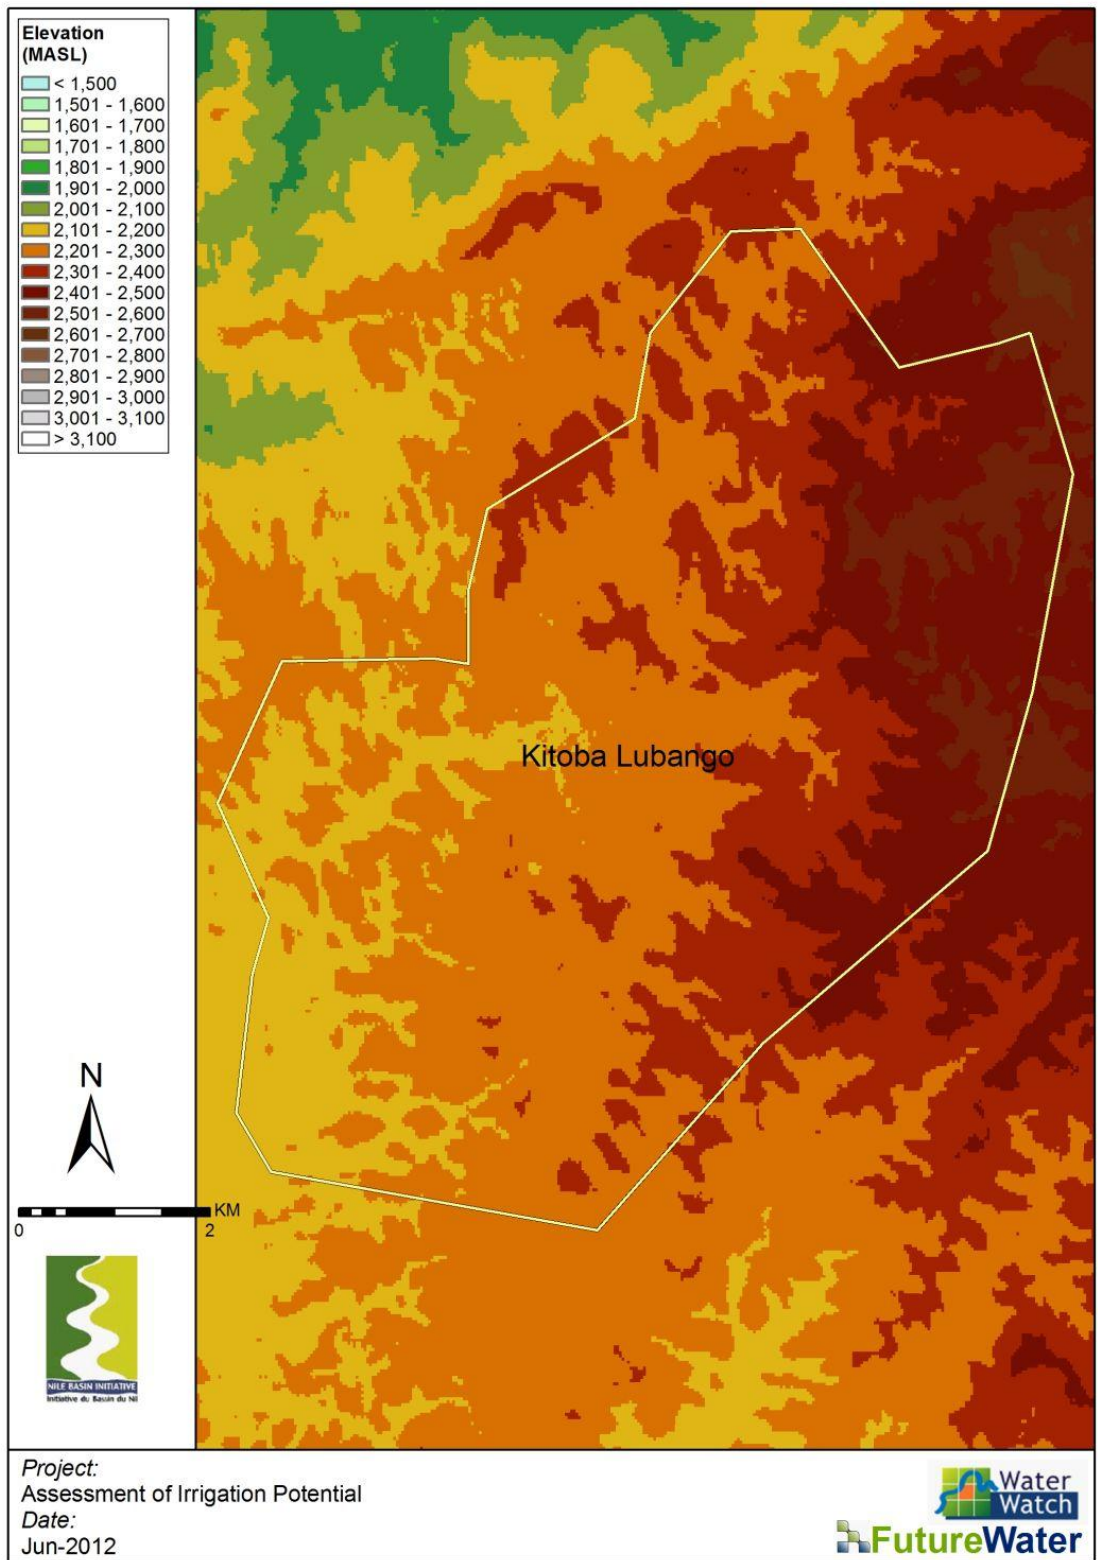 Elevation
(MASL)
< 1,500
1,501 - 1,600
1,601 - 1,700
1,701 - 1,800
1,801 - 1,900
1,901 - 2,000
2,001 - 2,100
2,101 - 2,200
2,201 - 2,300
2,301 - 2,400
2,401 - 2,500
2,501 - 2,600
2,601 - 2,700
2,701 - 2,800
2,801 - 2,900
2,901 - 3,000
3,001 - 3,100
> 3,100
Kitoba Lubango
N
KM
0 2
NILE BASIN INITIATIVE
Initiative du Bassin du Nil
Project:
Assessment of Irrigation Potential
Date:
Jun-2012
Water
Watch
FutureWater